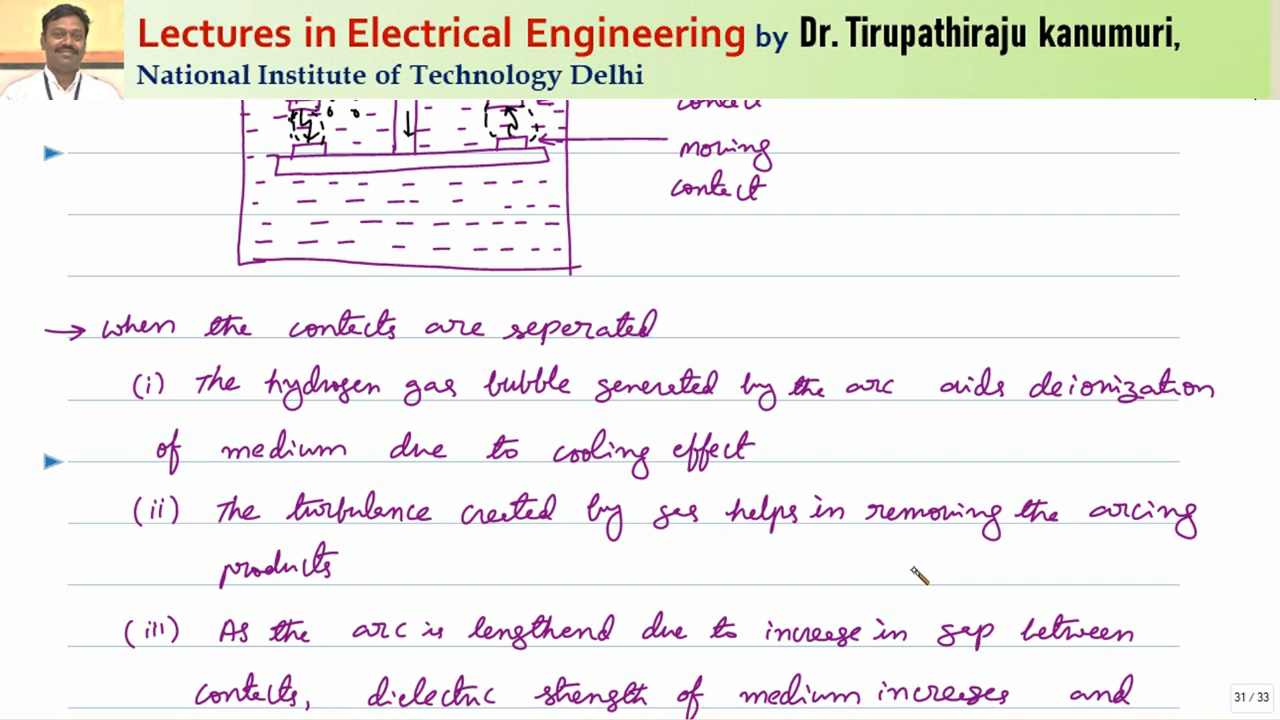 Lectures in Electrical Engineering by Dr. Tirupathiraju kanumuri,
National Institute of Technology Delhi
moving
contect
→ when the contects are seperated
(i) The hydrogen gas bubble generated by the arc aids deionization
of medium due to cooling effect
(ii) The turbulence created by gas helps in removing the arcing
products
(iii) As the arc is lengthend due to increase in gap between
contects, dielectric strength of medium increases and
31 / 33